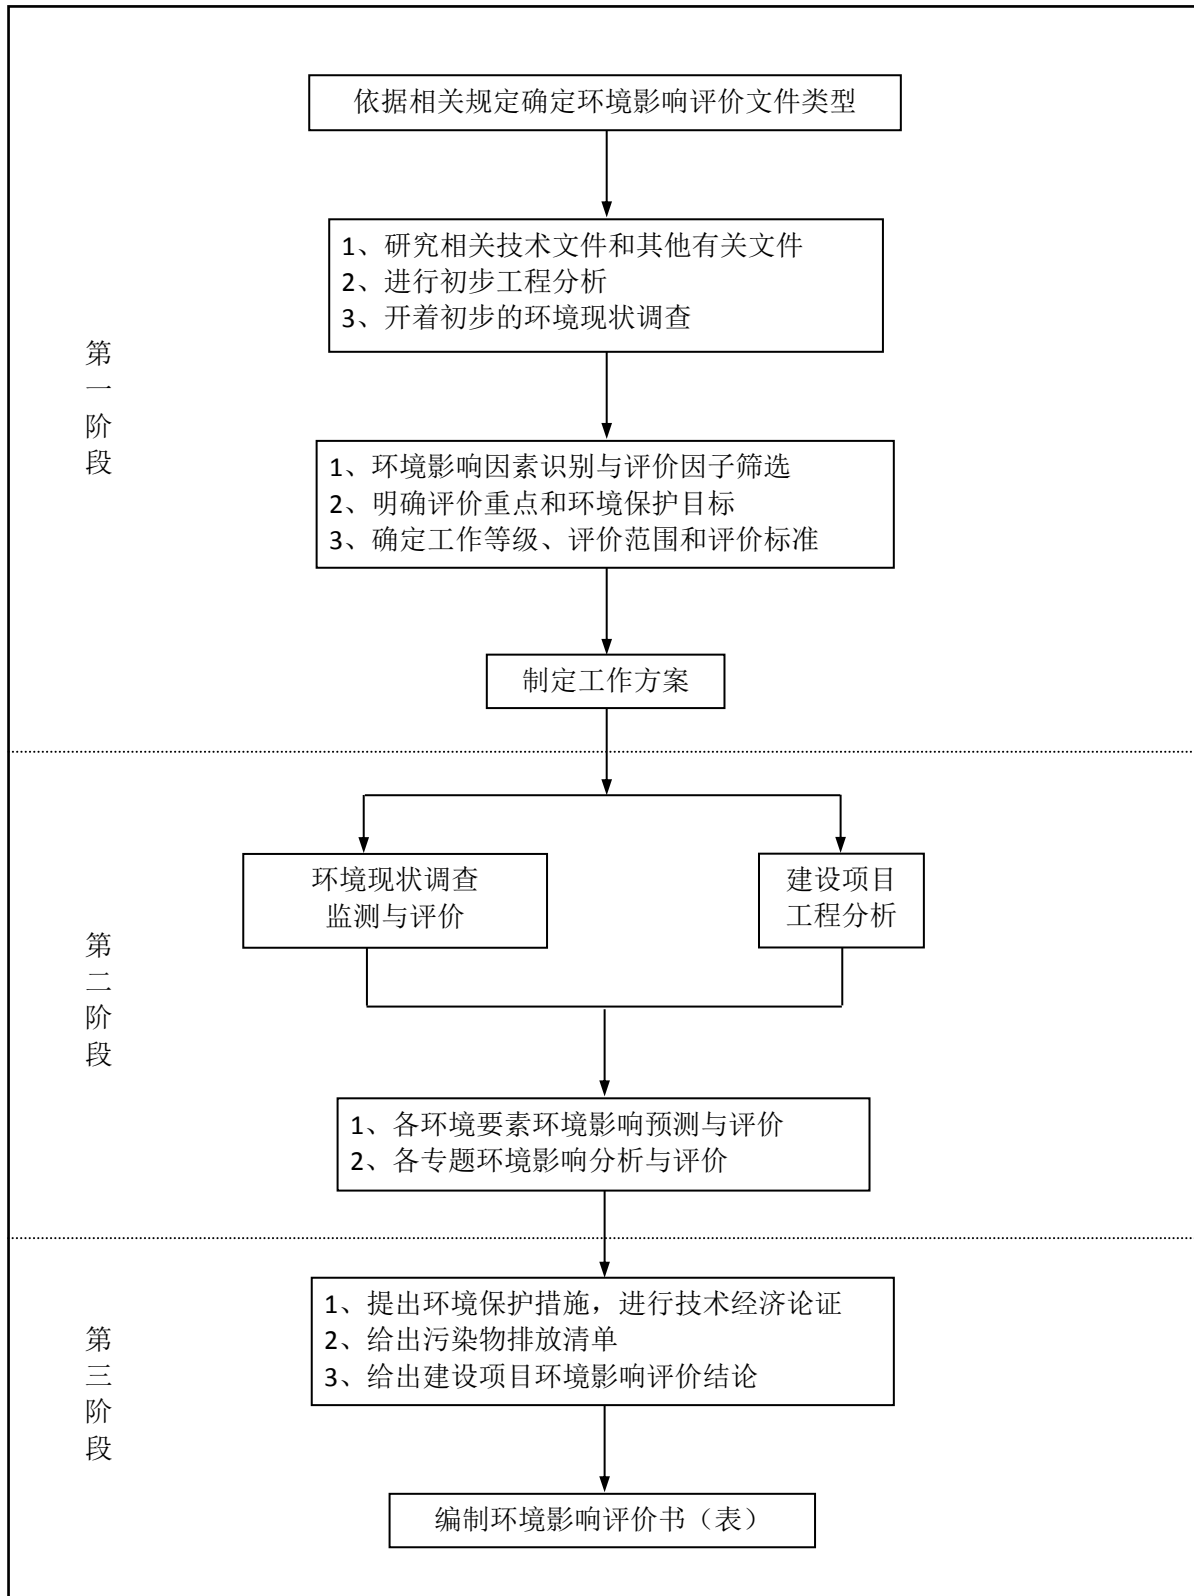 依据相关规定确定环境影响评价文件类型
1、研究相关技术文件和其他有关文件
2、进行初步工程分析
3、开着初步的环境现状调查
第
一
阶
段
1、环境影响因素识别与评价因子筛选
2、明确评价重点和环境保护目标
3、确定工作等级、评价范围和评价标准
制定工作方案
环境现状调查
监测与评价
建设项目
工程分析
第
二
阶
段
1、各环境要素环境影响预测与评价
2、各专题环境影响分析与评价
1、提出环境保护措施，进行技术经济论证
2、给出污染物排放清单
3、给出建设项目环境影响评价结论
第
三
阶
段
编制环境影响评价书（表）